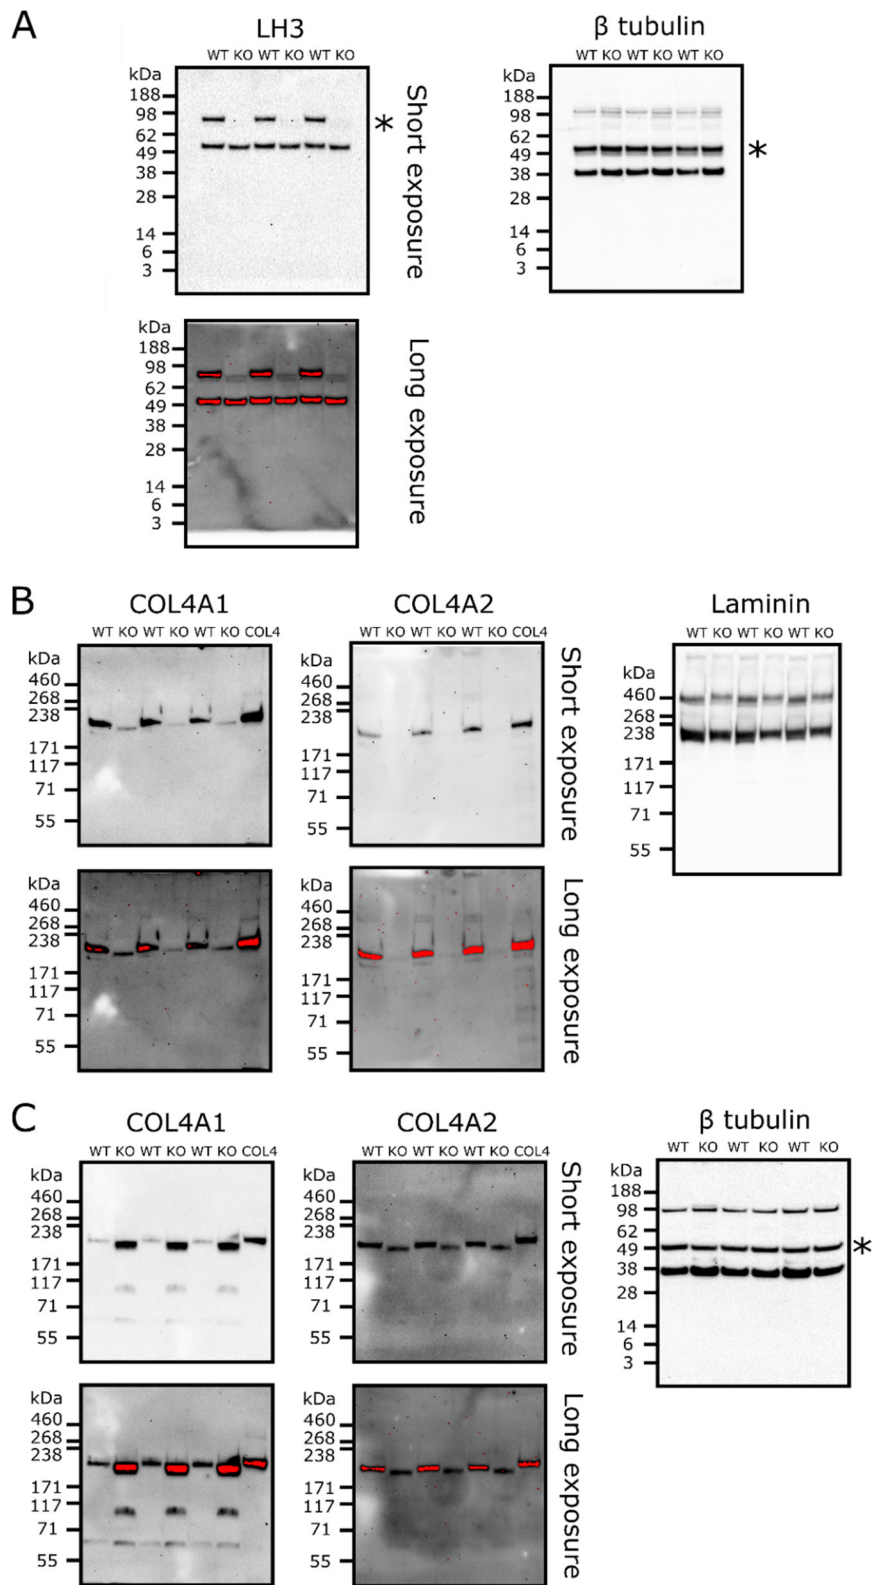 A
LH3
β tubulin
WT KO WT KO WT KO
WT KO WT KO WT KO
kDa
188
98
62
49
38
28
14
6
3
*
Short exposure
kDa
188
98
62
49
38
28
14
6
3
*
kDa
188
98
62
49
38
28
14
6
3
Long exposure
B
COL4A1
COL4A2
Laminin
WT KO WT KO WT KO COL4
WT KO WT KO WT KO COL4
WT KO WT KO WT KO
kDa
460
268
238
171
117
71
55
kDa
460
268
238
171
117
71
55
Short exposure
kDa
460
268
238
171
117
71
55
kDa
460
268
238
171
117
71
55
kDa
460
268
238
171
117
71
55
Long exposure
C
COL4A1
COL4A2
β tubulin
WT KO WT KO WT KO COL4
WT KO WT KO WT KO COL4
WT KO WT KO WT KO
kDa
460
268
238
171
117
71
55
kDa
460
268
238
171
117
71
55
Short exposure
kDa
188
98
62
49
38
28
14
6
3
*
kDa
460
268
238
171
117
71
55
kDa
460
268
238
171
117
71
55
Long exposure